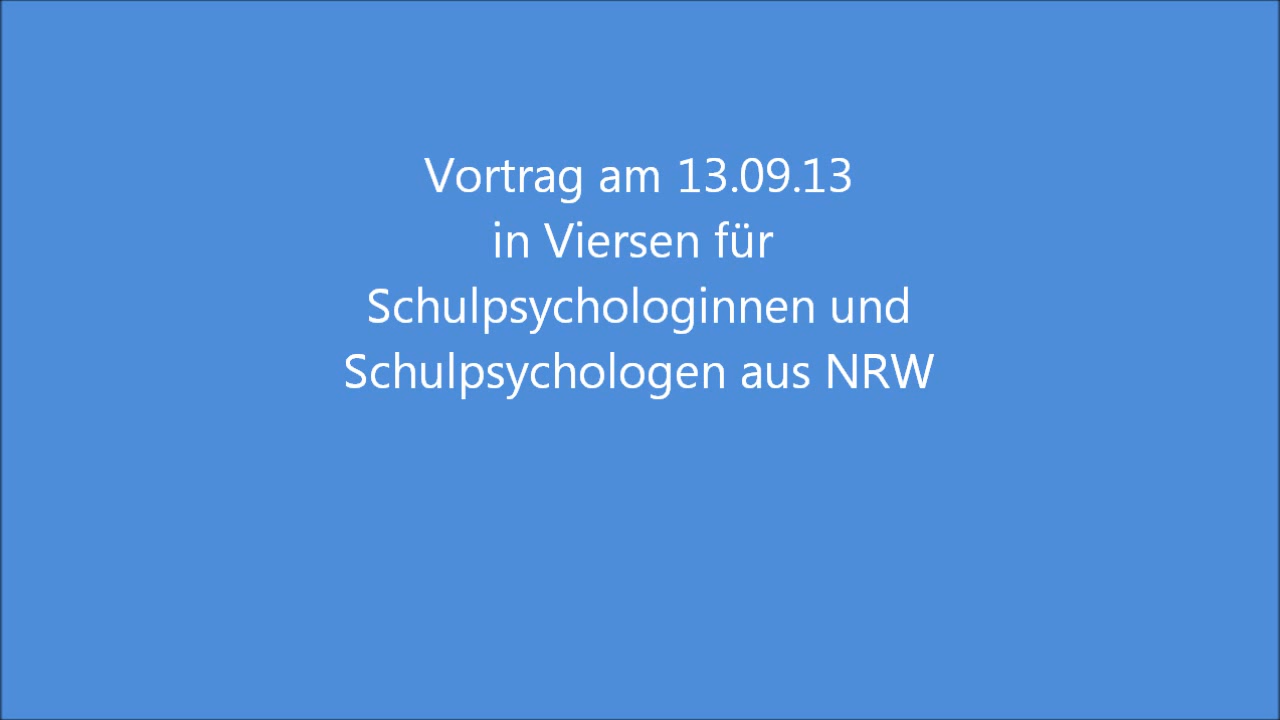 Vortrag am 13.09.13
in Viersen für
Schulpsychologinnen und
Schulpsychologen aus NRW